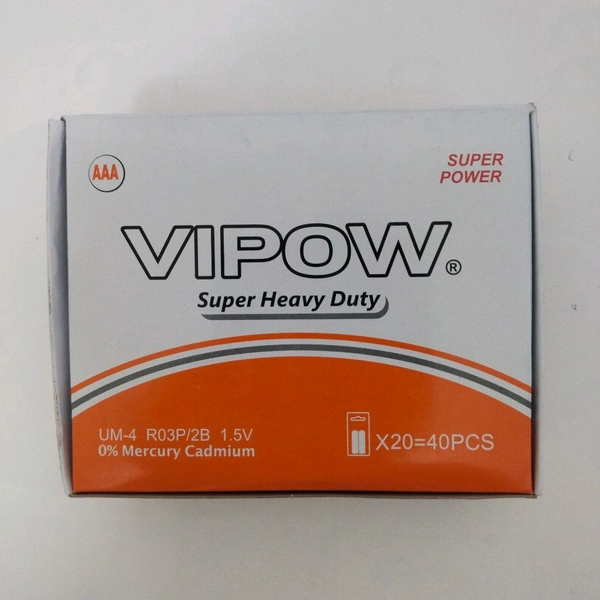 AAA
SUPER
POWER
VIPOW®
Super Heavy Duty
UM-4 R03P/2B 1.5V
0% Mercury Cadmium
X20=40PCS